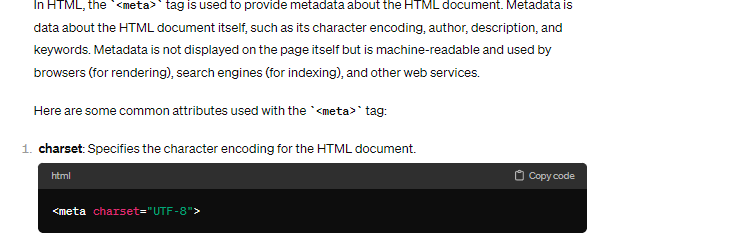 In HTML, the `<meta>` tag is used to provide metadata about the HTML document. Metadata is
data about the HTML document itself, such as its character encoding, author, description, and
keywords. Metadata is not displayed on the page itself but is machine-readable and used by
browsers (for rendering), search engines (for indexing), and other web services.
Here are some common attributes used with the `<meta>` tag:
1. charset: Specifies the character encoding for the HTML document.
html Copy code
<meta charset="UTF-8">